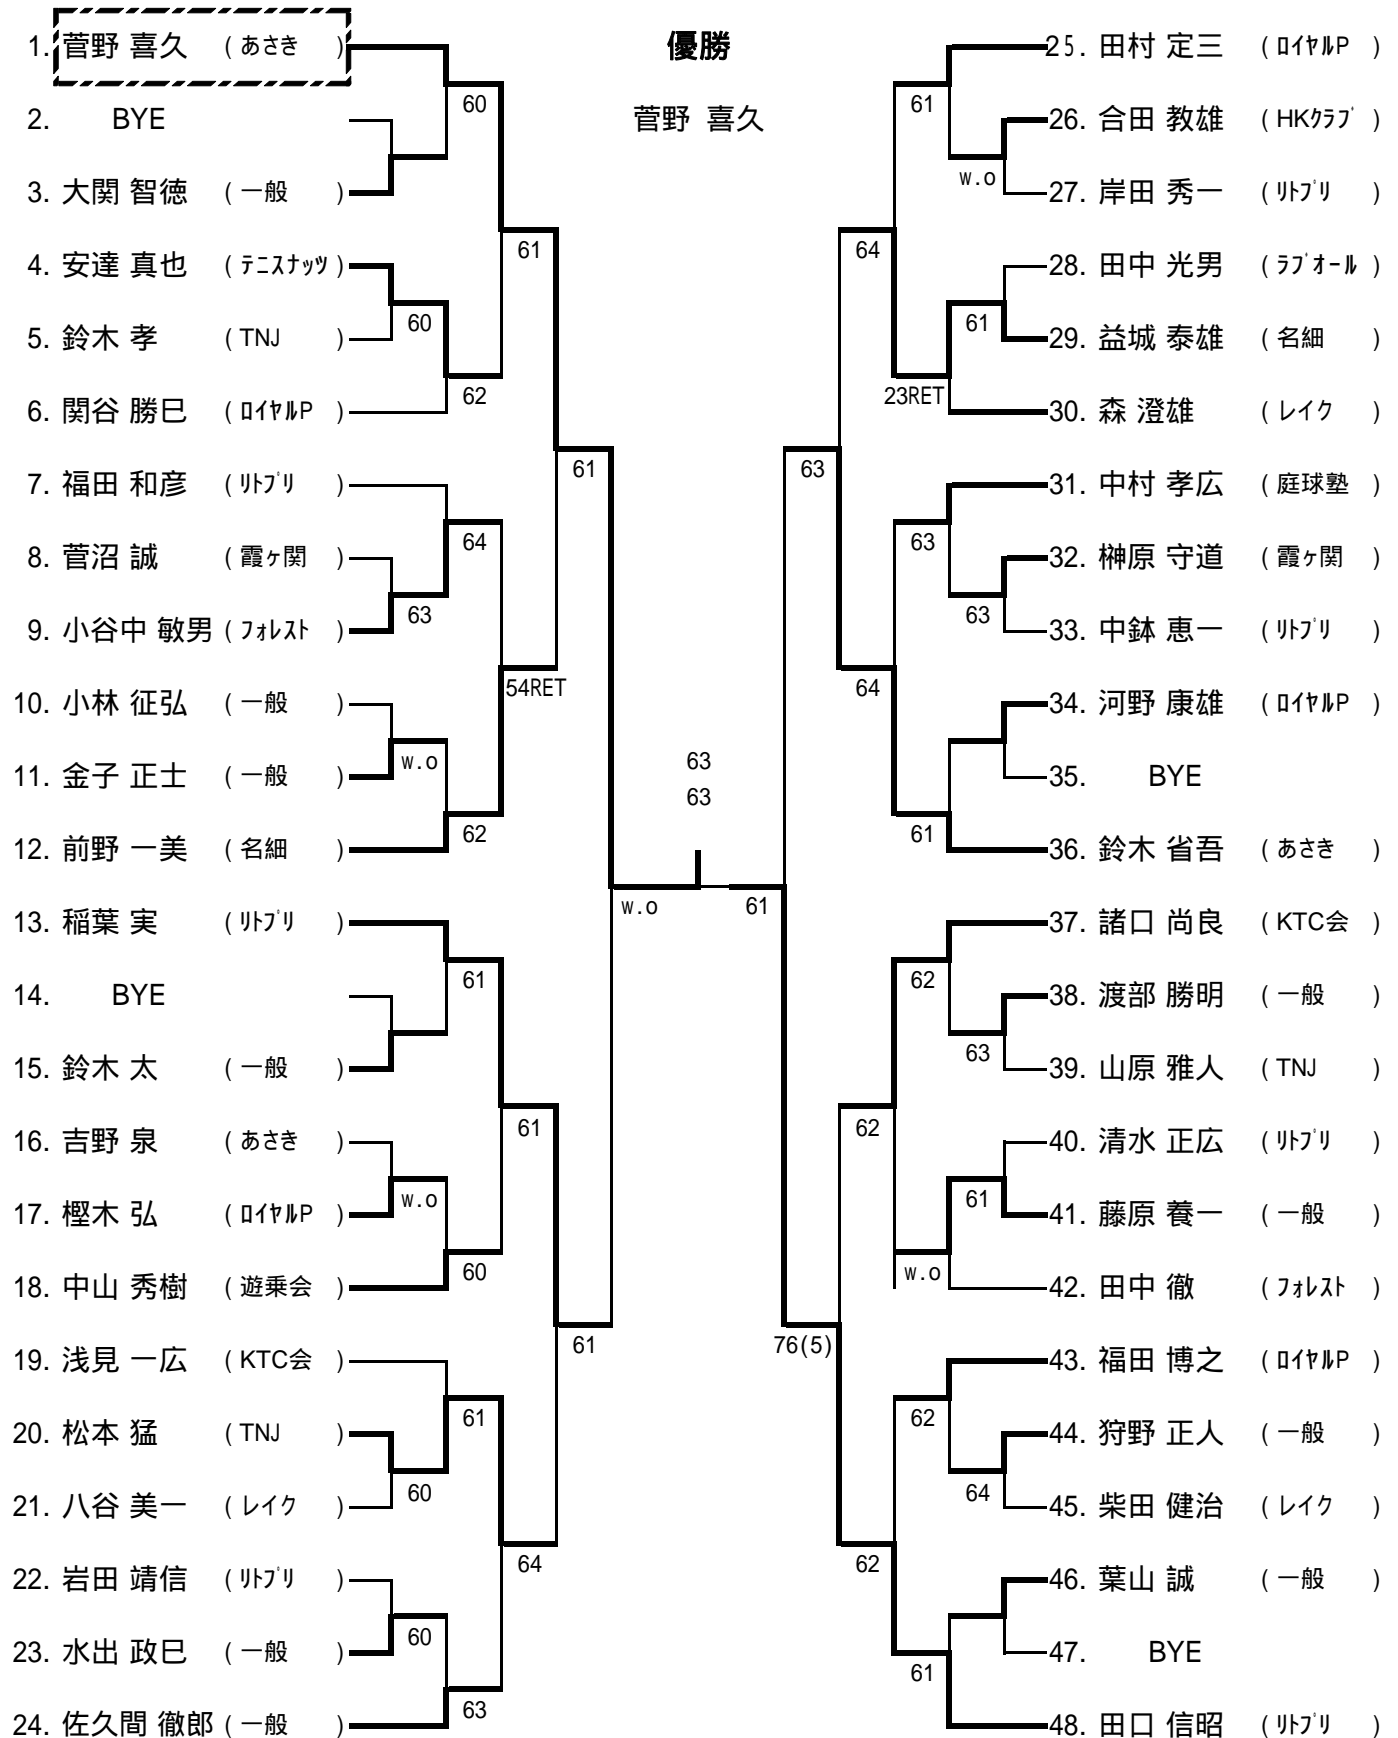 優勝
菅野 喜久
1. 菅野 喜久 ( あさき )
2. BYE
3. 大関 智徳 ( 一般 )
4. 安達 真也 ( ﾃﾆｽﾅｯﾂ )
5. 鈴木 孝 ( TNJ )
6. 関谷 勝巳 ( ﾛｲﾔﾙP )
7. 福田 和彦 ( ﾘﾄﾌﾟﾘ )
8. 菅沼 誠 ( 霞ヶ関 )
9. 小谷中 敏男 ( ﾌｫﾚｽﾄ )
10. 小林 征弘 ( 一般 )
11. 金子 正士 ( 一般 )
12. 前野 一美 ( 名細 )
13. 稲葉 実 ( ﾘﾄﾌﾟﾘ )
14. BYE
15. 鈴木 太 ( 一般 )
16. 吉野 泉 ( あさき )
17. 樫木 弘 ( ﾛｲﾔﾙP )
18. 中山 秀樹 ( 遊乗会 )
19. 浅見 一広 ( KTC会 )
20. 松本 猛 ( TNJ )
21. 八谷 美一 ( レイク )
22. 岩田 靖信 ( ﾘﾄﾌﾟﾘ )
23. 水出 政巳 ( 一般 )
24. 佐久間 徹郎 ( 一般 )
60
60
62
64
63
w.o
62
61
w.o
60
61
60
60
63
61
54RET
61
64
61
61
w.o
63
63
61
63
76(5)
64
64
62
62
61
w.o
61
23RET
63
63
61
62
63
61
w.o
62
64
61
25. 田村 定三 ( ﾛｲﾔﾙP )
26. 合田 教雄 ( HKｸﾗﾌﾞ )
27. 岸田 秀一 ( ﾘﾄﾌﾟﾘ )
28. 田中 光男 ( ﾗﾌﾞｵｰﾙ )
29. 益城 泰雄 ( 名細 )
30. 森 澄雄 ( レイク )
31. 中村 孝広 ( 庭球塾 )
32. 榊原 守道 ( 霞ヶ関 )
33. 中鉢 恵一 ( ﾘﾄﾌﾟﾘ )
34. 河野 康雄 ( ﾛｲﾔﾙP )
35. BYE
36. 鈴木 省吾 ( あさき )
37. 諸口 尚良 ( KTC会 )
38. 渡部 勝明 ( 一般 )
39. 山原 雅人 ( TNJ )
40. 清水 正広 ( ﾘﾄﾌﾟﾘ )
41. 藤原 養一 ( 一般 )
42. 田中 徹 ( ﾌｫﾚｽﾄ )
43. 福田 博之 ( ﾛｲﾔﾙP )
44. 狩野 正人 ( 一般 )
45. 柴田 健治 ( レイク )
46. 葉山 誠 ( 一般 )
47. BYE
48. 田口 信昭 ( ﾘﾄﾌﾟﾘ )